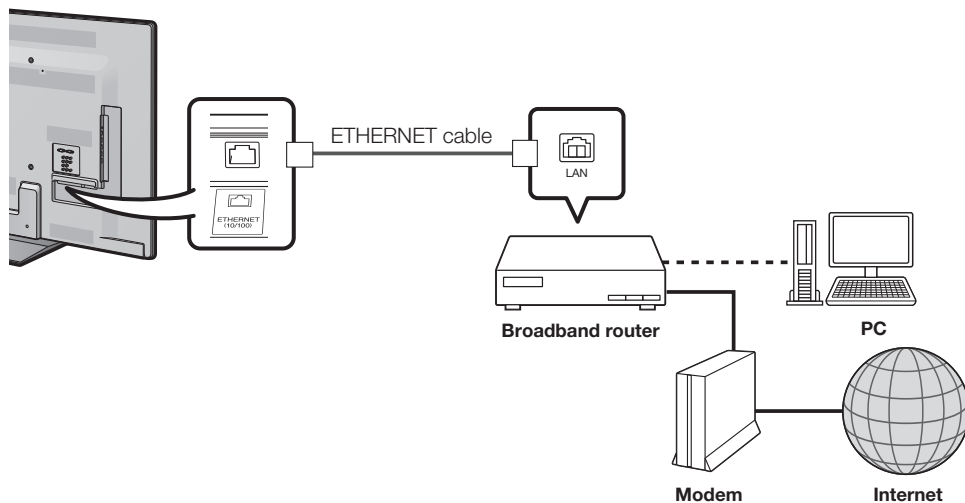 ETHERNET cable
LAN
ETHERNET
(10/100)
Broadband router
PC
Modem
Internet